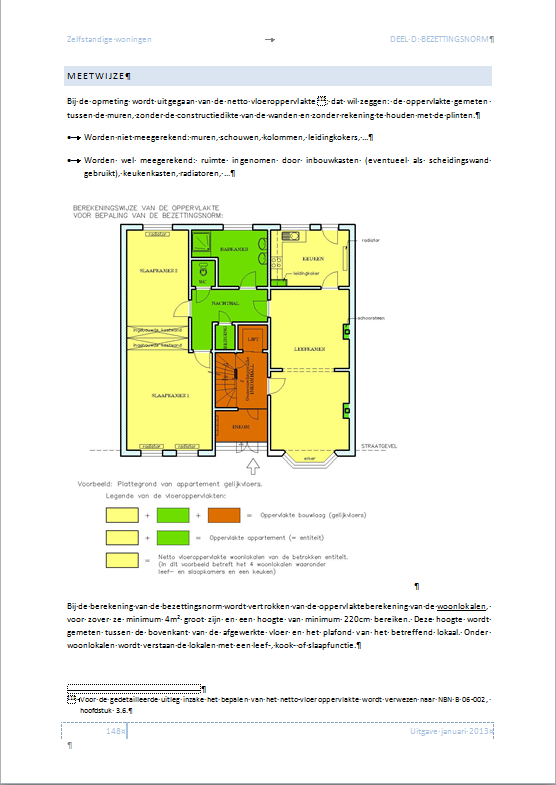 Zelfstandige woningen → DEEL D: BEZETTINGSNORM¶
MEETWIJZE¶
Bij de opmeting wordt uitgegaan van de netto vloeroppervlakte, dat wil zeggen: de oppervlakte gemeten
tussen de muren, zonder de constructiedikte van de wanden en zonder rekening te houden met de plinten.¶
Worden niet meegerekend: muren, schouwen, kolommen, leidingkokers, ...¶
Worden wel meegerekend: ruimte ingenomen door inbouwkasten (eventueel als scheidingswand
gebruikt), keukenkasten, radiatoren, ...¶
BEREKENINGSWIJZE VAN DE OPPERVLAKTE
VOOR BEPALING VAN DE BEZETTINGSNORM:
radiator
BADKAMER
KEUKEN
radiator
SLAAPKAMER 2
WC
leidingkoker
NACHTHAL
schoorsteen
ingebouwde kastwand
ingebouwde kastwand
BERGING
LIFT
LEEFKAMER
INKOMHALL
SLAAPKAMER 1
INKOM
radiator
radiator
erker
STRAATGEVEL
Voorbeeld: Plattegrond van appartement gelijkvloers.
Legende van de vloeroppervlakten:
+ + = Oppervlakte bouwlaag (gelijkvloers)
+ = Oppervlakte appartement (= entiteit)
= Netto vloeroppervlakte woonlokalen van de betrokken entiteit.
(In dit voorbeeld betreft het 4 woonlokalen waaronder
leef- en slaapkamers en een keuken)
¶
Bij de berekening van de bezettingsnorm wordt vertrokken van de oppervlakteberekening van de woonlokalen,
voor zover ze minimum 4m² groot zijn en een hoogte van minimum 220cm bereiken. Deze hoogte wordt
gemeten tussen de bovenkant van de afgewerkte vloer en het plafond van het betreffend lokaal. Onder
woonlokalen wordt verstaan de lokalen met een leef-, kook- of slaapfunctie.¶
¶
Voor de gedetailleerde uitleg inzake het bepalen van het netto-vloeroppervlakte wordt verwezen naar NBN B 06-002,
hoofdstuk 3.6.¶
148¤ Uitgave januari 2013¤
¶